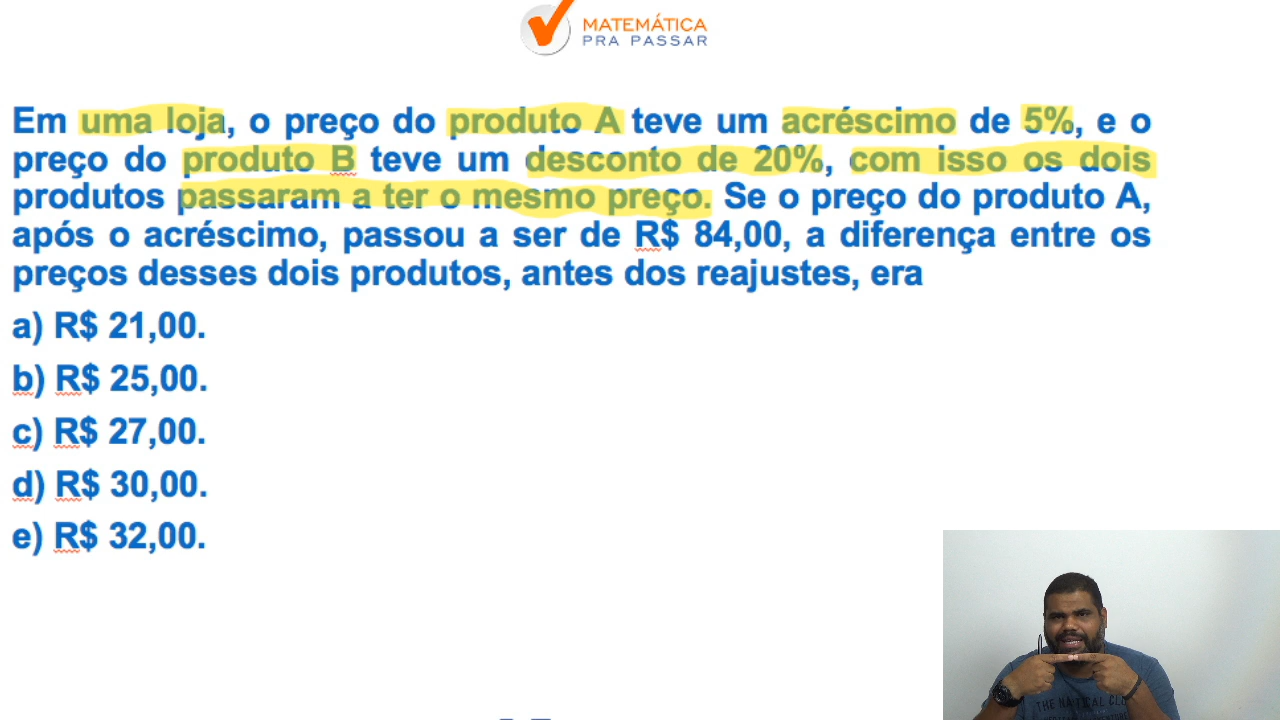 MATEMÁTICA
PRA PASSAR
Em uma loja, o preço do produto A teve um acréscimo de 5%, e o
preço do produto B teve um desconto de 20%, com isso os dois
produtos passaram a ter o mesmo preço. Se o preço do produto A,
após o acréscimo, passou a ser de R$ 84,00, a diferença entre os
preços desses dois produtos, antes dos reajustes, era
a) R$ 21,00.
b) R$ 25,00.
c) R$ 27,00.
d) R$ 30,00.
e) R$ 32,00.